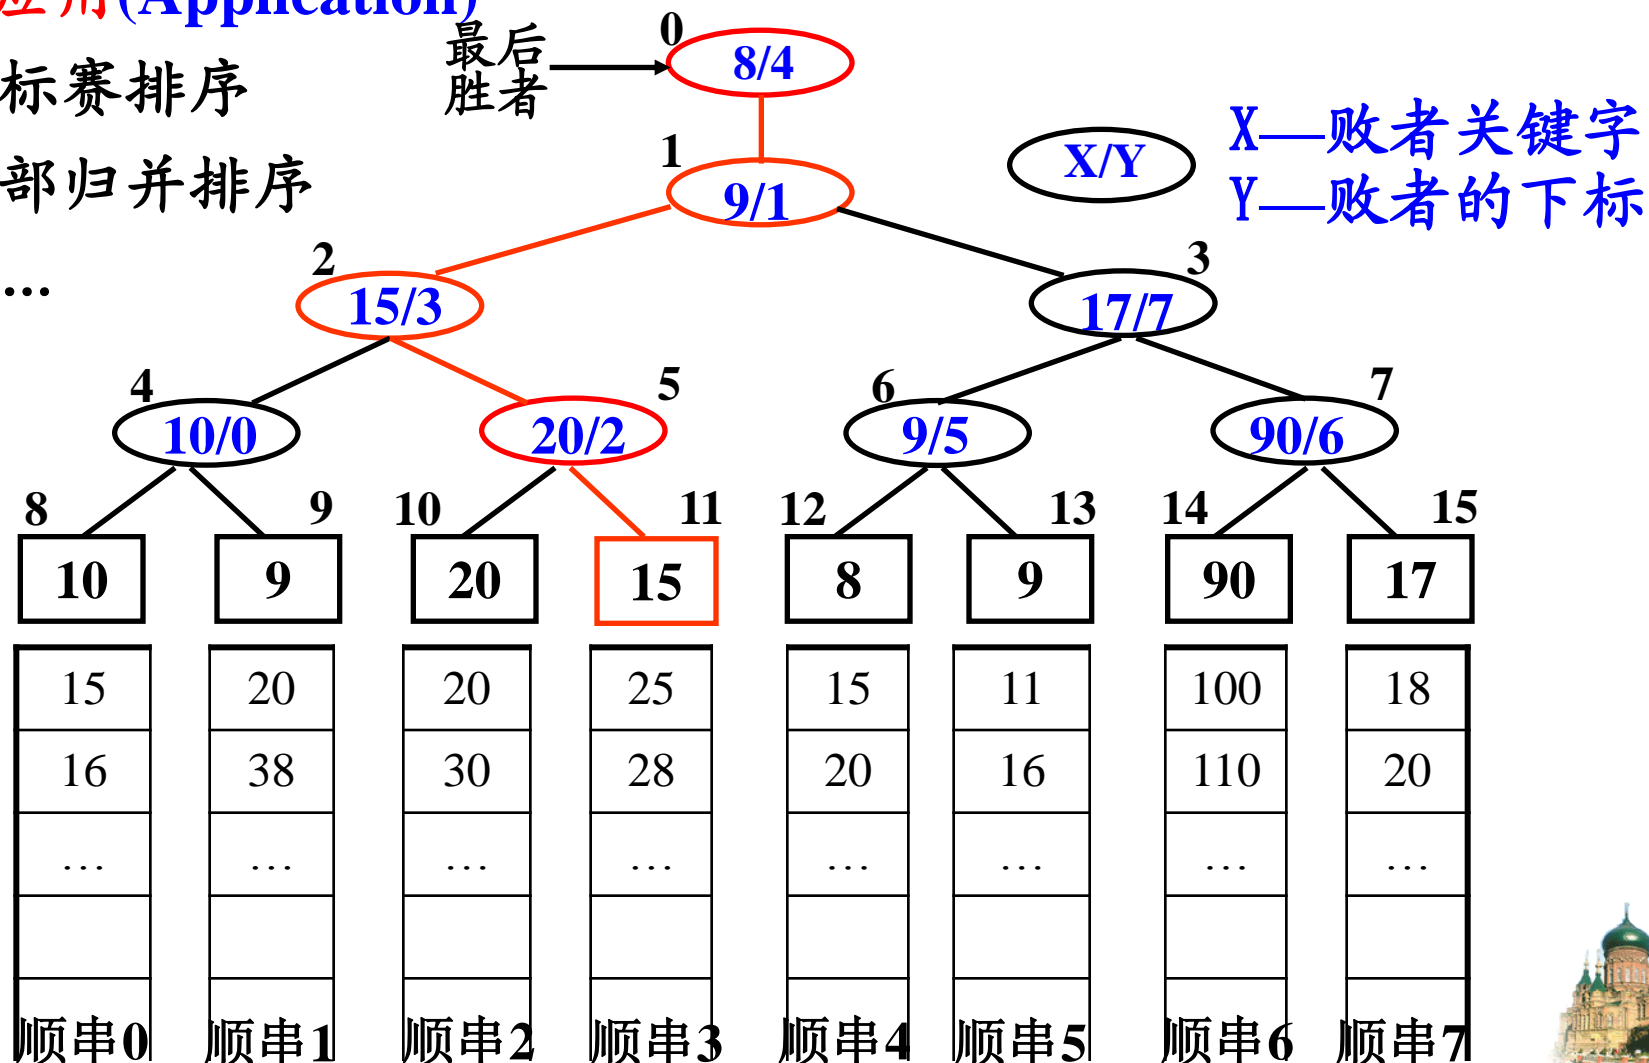 应用(Application)
标赛排序
部归并排序
…
最后
胜者
0
8/4
1
9/1
X/Y
X—败者关键字
Y—败者的下标
2
15/3
3
17/7
4
10/0
5
20/2
6
9/5
7
90/6
8 9 10 11 12 13 14 15
10 9 20 15 8 9 90 17
15 20 20 25 15 11 100 18
16 38 30 28 20 16 110 20
… … … … … … … …
顺串0 顺串1 顺串2 顺串3 顺串4 顺串5 顺串6 顺串7